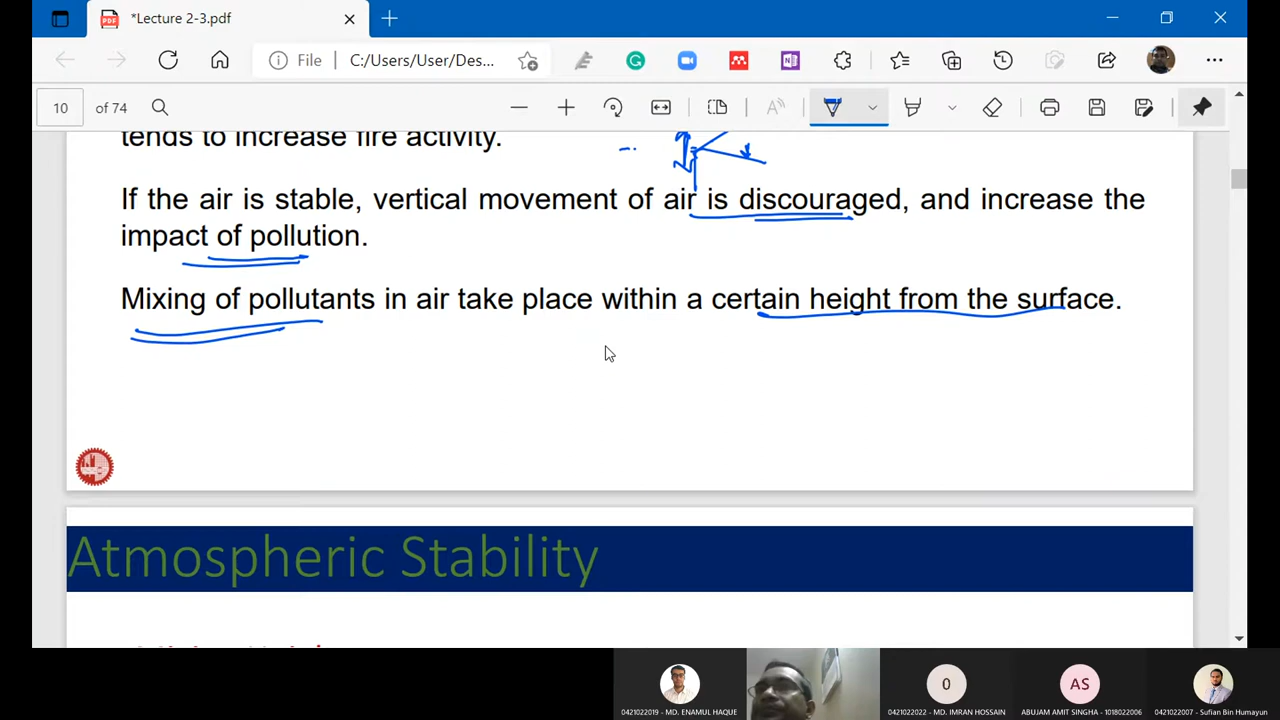 *Lecture 2-3.pdf
File
C:/Users/User/Des...
10 of 74
tends to increase fire activity.
If the air is stable, vertical movement of air is discouraged, and increase the
impact of pollution.
Mixing of pollutants in air take place within a certain height from the surface.
Atmospheric Stability
0
AS
0421022019 - MD. ENAMUL HAQUE
0421022022 - MD. IMRAN HOSSAIN
ABUJAM AMIT SINGHA - 1018022006
0421022007 - Sufian Bin Humayun